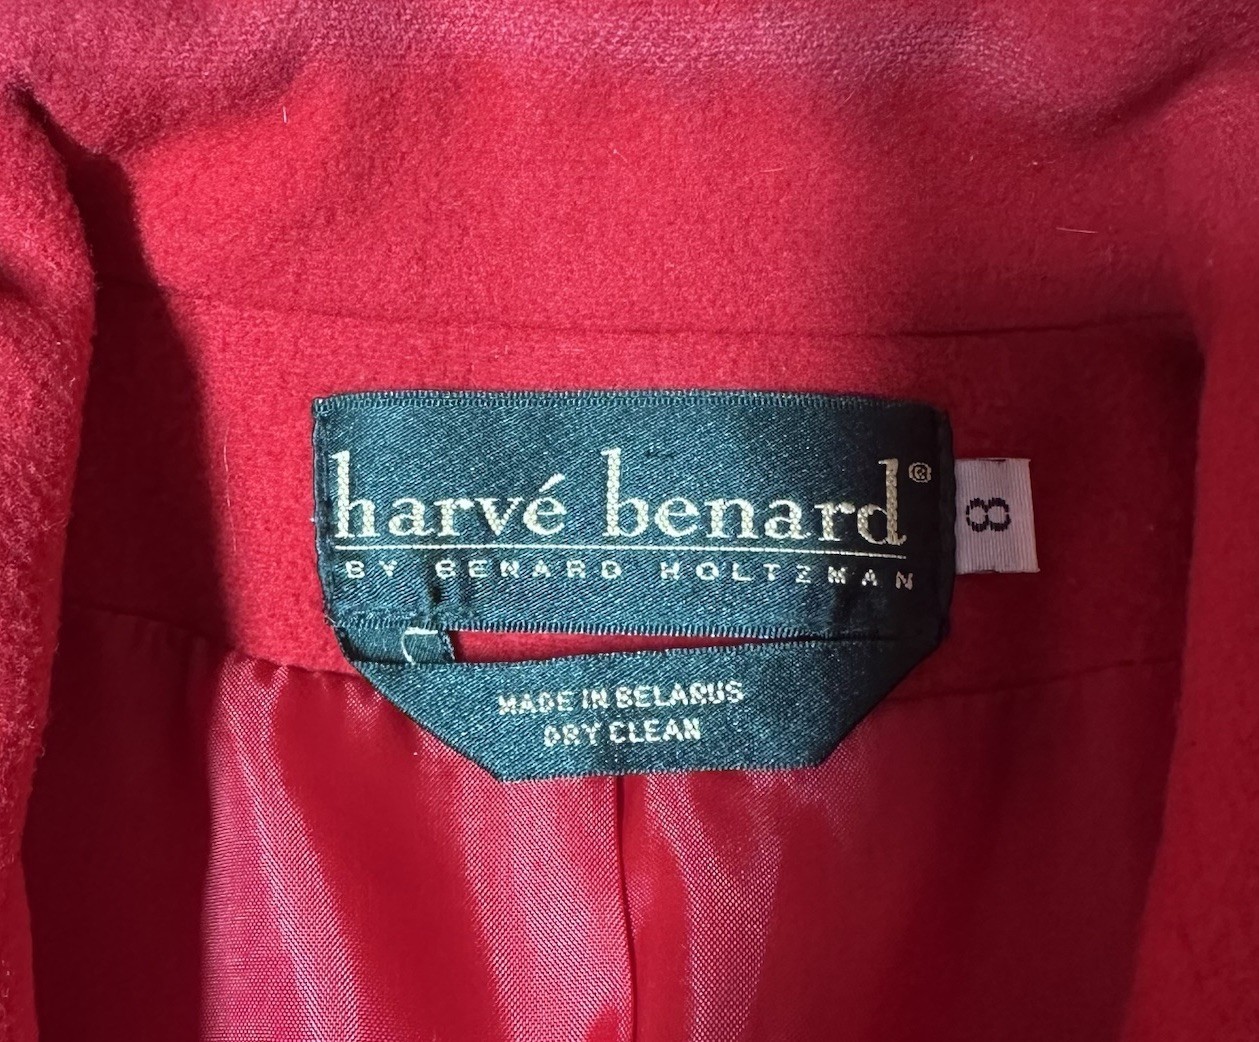 harvé benard®
BY BENARD HOLTZMAN
8
MADE IN BELARUS
DRY CLEAN